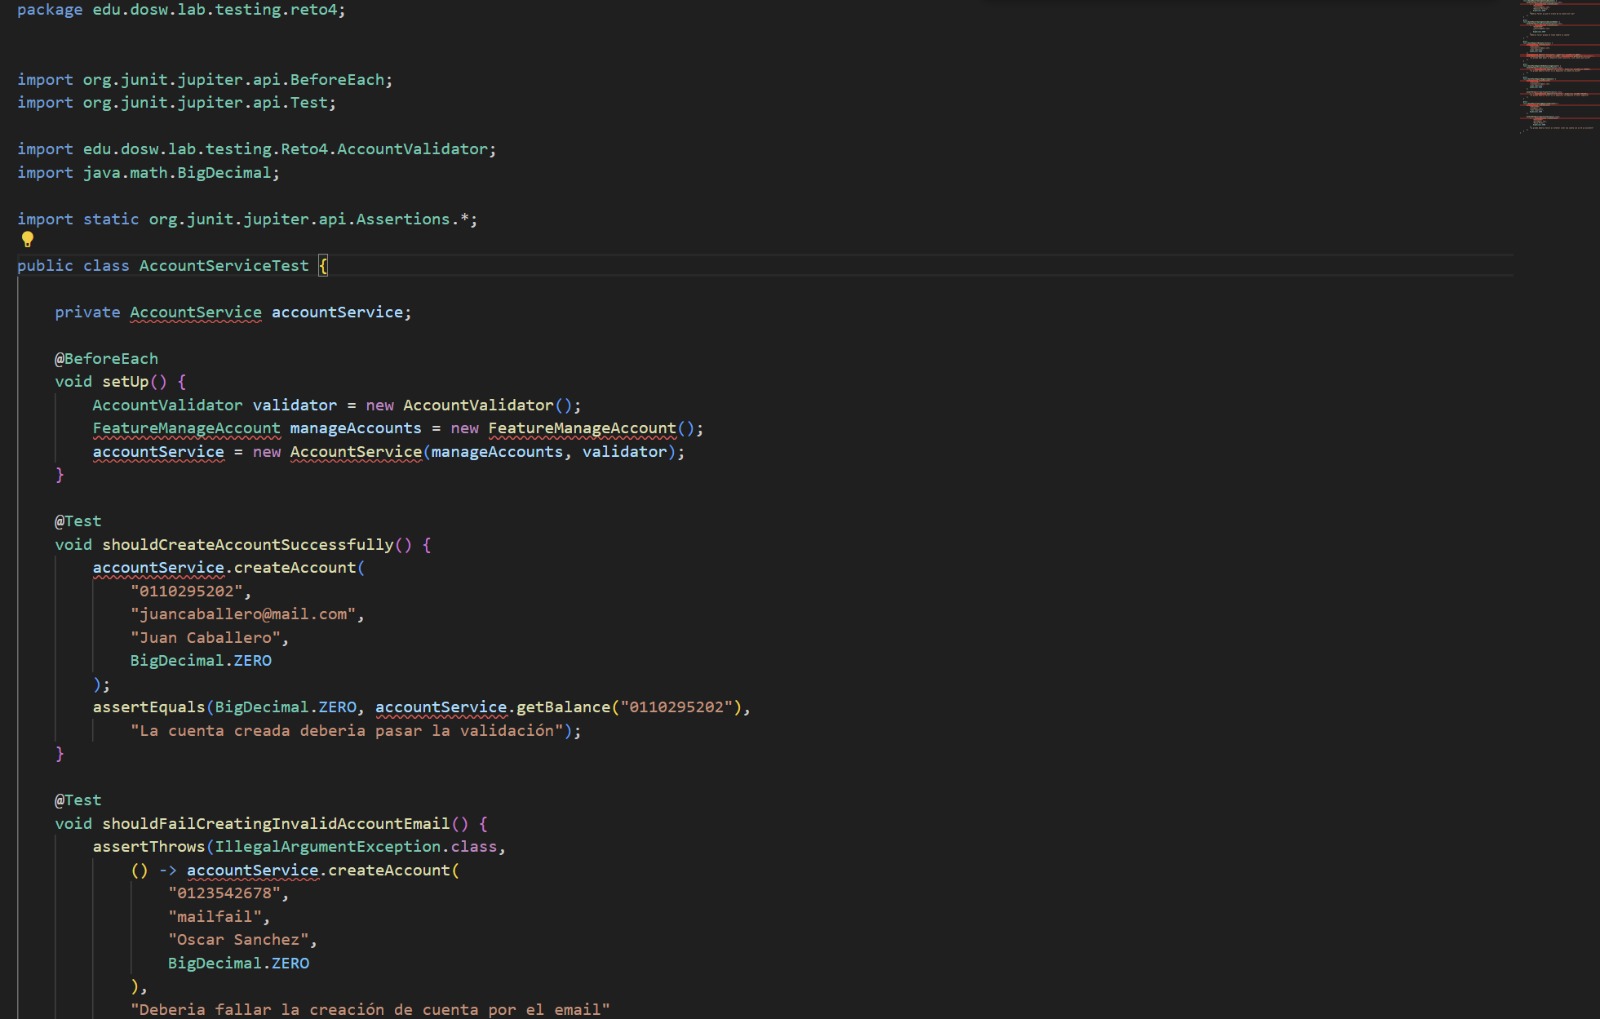 package edu.dosw.lab.testing.reto4;
import org.junit.jupiter.api.BeforeEach;
import org.junit.jupiter.api.Test;
import edu.dosw.lab.testing.Reto4.AccountValidator;
import java.math.BigDecimal;
import static org.junit.jupiter.api.Assertions.*;
public class AccountServiceTest {
private AccountService accountService;
@BeforeEach
void setUp() {
AccountValidator validator = new AccountValidator();
FeatureManageAccount manageAccounts = new FeatureManageAccount();
accountService = new AccountService(manageAccounts, validator);
}
@Test
void shouldCreateAccountSuccessfully() {
accountService.createAccount(
"0110295202",
"juancaballero@mail.com",
"Juan Caballero",
BigDecimal.ZERO
);
assertEquals(BigDecimal.ZERO, accountService.getBalance("0110295202"),
"La cuenta creada deberia pasar la validación");
}
@Test
void shouldFailCreatingInvalidAccountEmail() {
assertThrows(IllegalArgumentException.class,
() -> accountService.createAccount(
"0123542678",
"mailfail",
"Oscar Sanchez",
BigDecimal.ZERO
),
"Deberia fallar la creación de cuenta por el email"